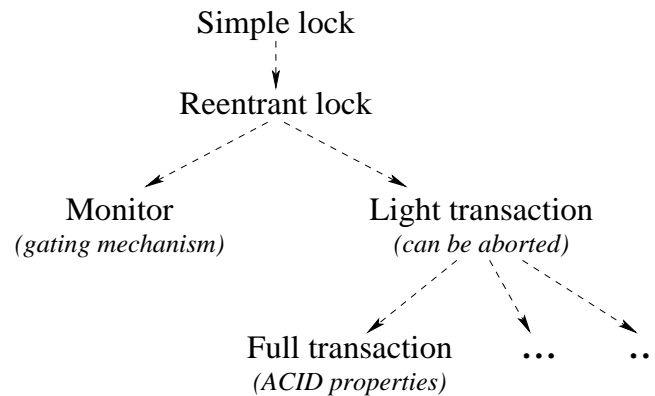 Simple lock
Reentrant lock
Monitor
(gating mechanism)
Light transaction
(can be aborted)
Full transaction
(ACID properties)
...
..